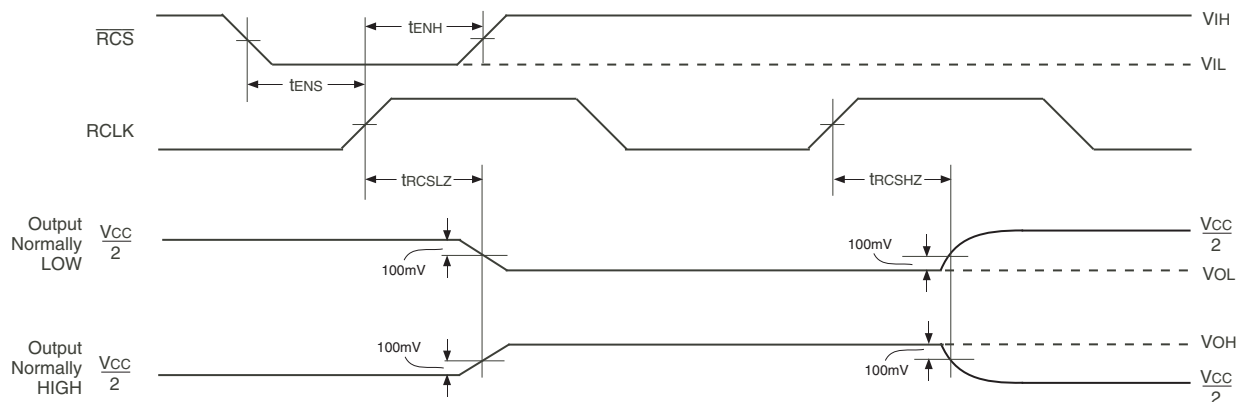 tENH
VIH
RCS
VIL
tENS
RCLK
tRCSLZ
tRCSHZ
Output
Normally
LOW
VCC
2
100mV
100mV
VCC
2
VOL
Output
Normally
HIGH
VCC
2
100mV
100mV
VOH
VCC
2